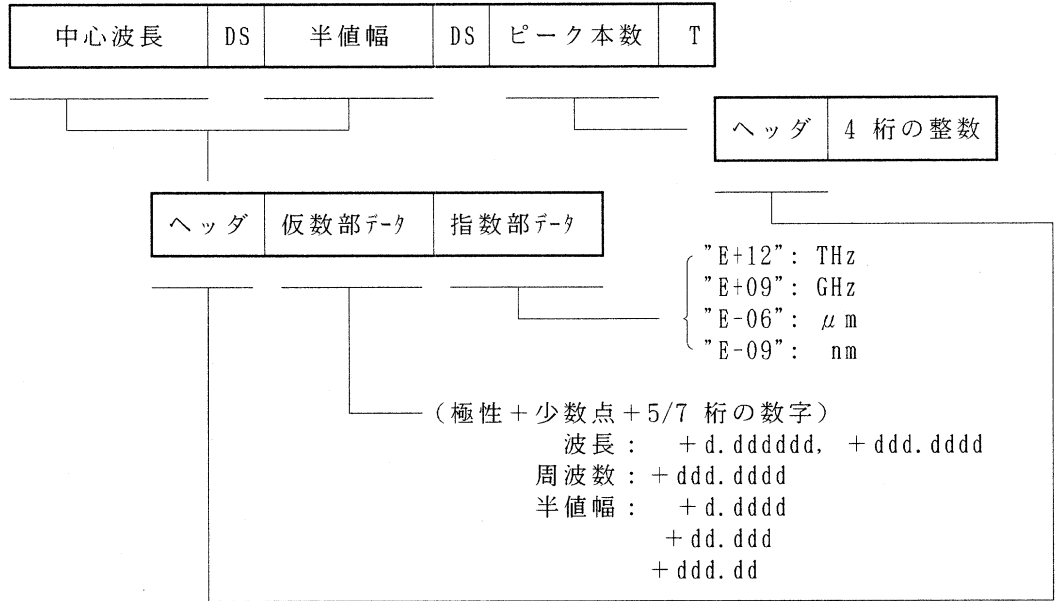 中心波長 DS 半値幅 DS ピーク本数 T
ヘッダ 4 桁の整数
ヘッダ 仮数部ﾃﾞｰﾀ 指数部ﾃﾞｰﾀ
"E+12": THz
"E+09": GHz
"E-06": μm
"E-09": nm
(極性+少数点+5/7 桁の数字)
波長: +d.dddddd, +ddd.dddd
周波数: +ddd.dddd
半値幅: +d.dddd
+dd.ddd
+ddd.dd